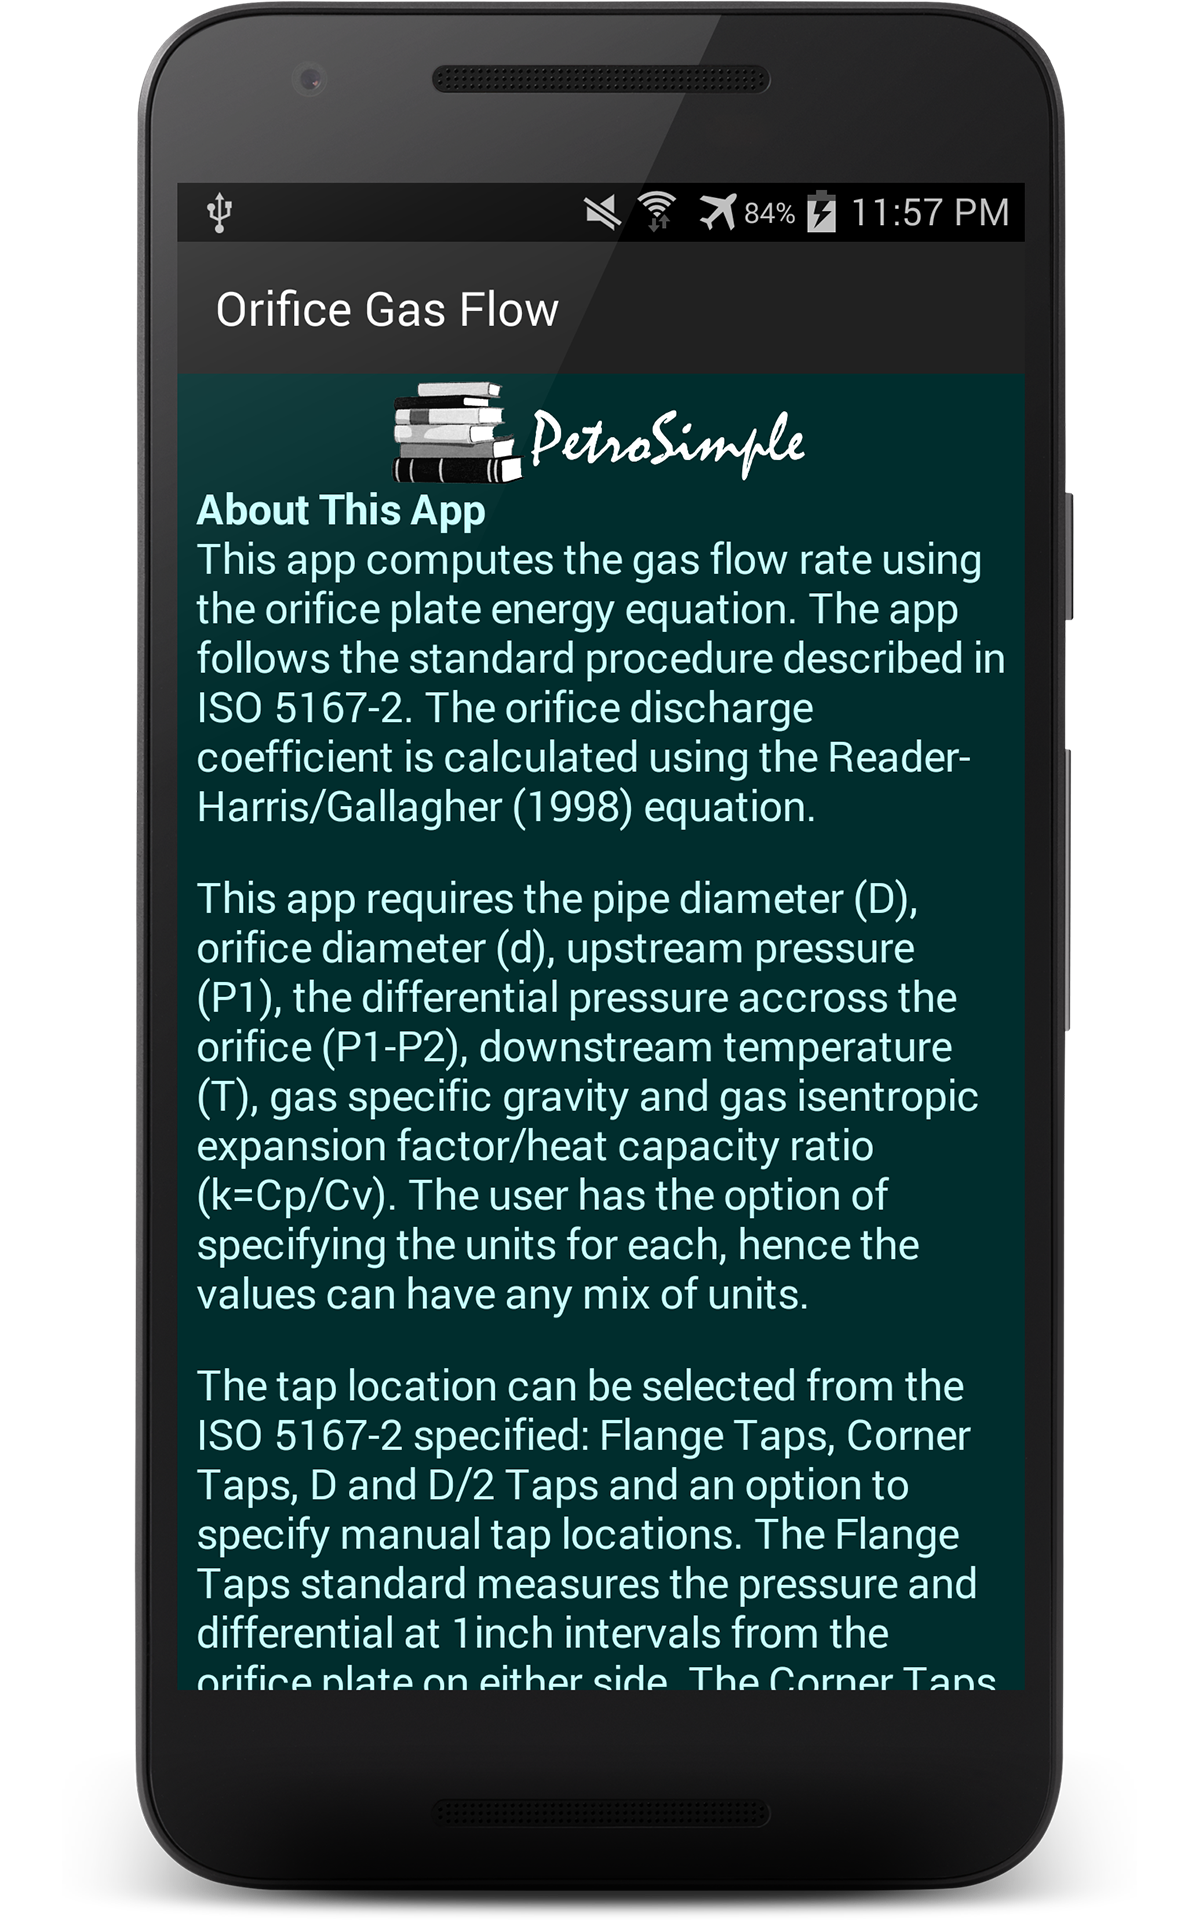 84% 11:57 PM
Orifice Gas Flow
PetroSimple
About This App
This app computes the gas flow rate using
the orifice plate energy equation. The app
follows the standard procedure described in
ISO 5167-2. The orifice discharge
coefficient is calculated using the Reader-
Harris/Gallagher (1998) equation.
This app requires the pipe diameter (D),
orifice diameter (d), upstream pressure
(P1), the differential pressure accross the
orifice (P1-P2), downstream temperature
(T), gas specific gravity and gas isentropic
expansion factor/heat capacity ratio
(k=Cp/Cv). The user has the option of
specifying the units for each, hence the
values can have any mix of units.
The tap location can be selected from the
ISO 5167-2 specified: Flange Taps, Corner
Taps, D and D/2 Taps and an option to
specify manual tap locations. The Flange
Taps standard measures the pressure and
differential at 1inch intervals from the
orifice plate on either side. The Corner Taps